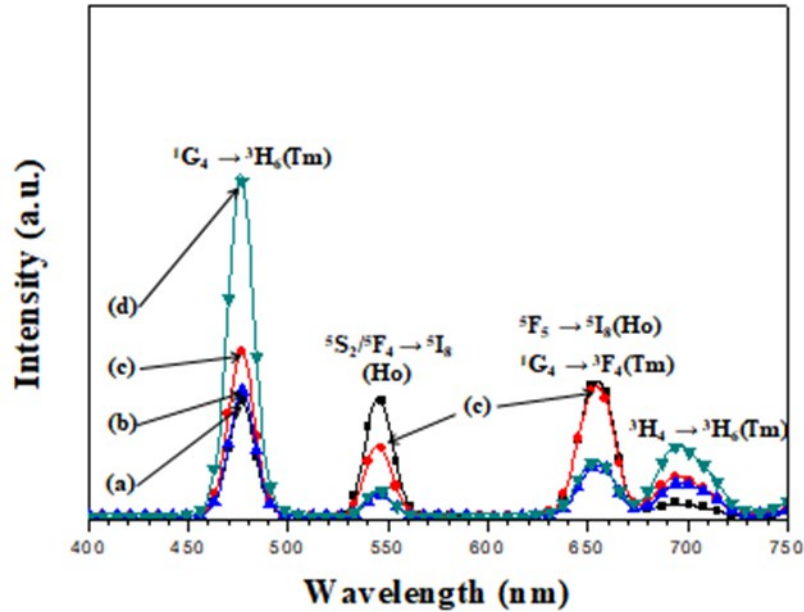 ¹G₄ → ³H₆(Tm)
(d)
(c)
(b)
(a)
⁵S₂/⁵F₄ → ⁵I₈
(Ho)
(c)
⁵F₅ → ⁵I₈(Ho)
¹G₄ → ³F₄(Tm)
³H₄ → ³H₆(Tm)
Intensity (a.u.)
400 450 500 550 600 650 700 750
Wavelength (nm)